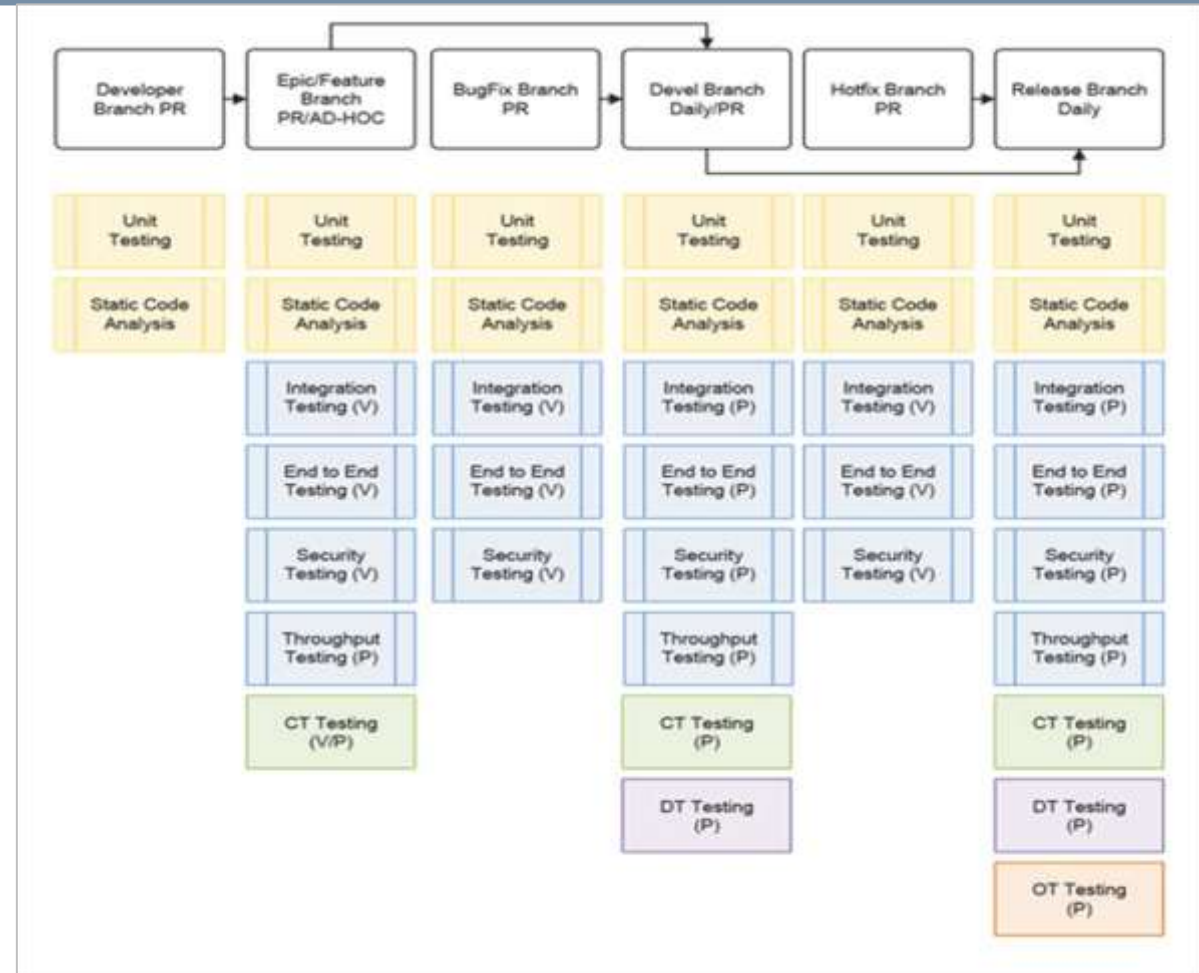 Developer
Branch PR
Epic/Feature
Branch
PR/AD-HOC
BugFix Branch
PR
Devel Branch
Daily/PR
Hotfix Branch
PR
Release Branch
Daily
Unit
Testing
Unit
Testing
Unit
Testing
Unit
Testing
Unit
Testing
Unit
Testing
Static Code
Analysis
Static Code
Analysis
Static Code
Analysis
Static Code
Analysis
Static Code
Analysis
Static Code
Analysis
Integration
Testing (V)
Integration
Testing (V)
Integration
Testing (P)
Integration
Testing (V)
Integration
Testing (P)
End to End
Testing (V)
End to End
Testing (V)
End to End
Testing (P)
End to End
Testing (V)
End to End
Testing (P)
Security
Testing (V)
Security
Testing (V)
Security
Testing (P)
Security
Testing (V)
Security
Testing (P)
Throughput
Testing (P)
Throughput
Testing (P)
Throughput
Testing (P)
CT Testing
(V/P)
CT Testing
(P)
CT Testing
(P)
DT Testing
(P)
DT Testing
(P)
OT Testing
(P)